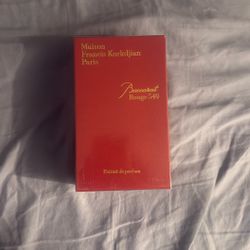 Maison
Francis Kurkdjian
Paris
Baccarat
Rouge 540
Extrait de parfum